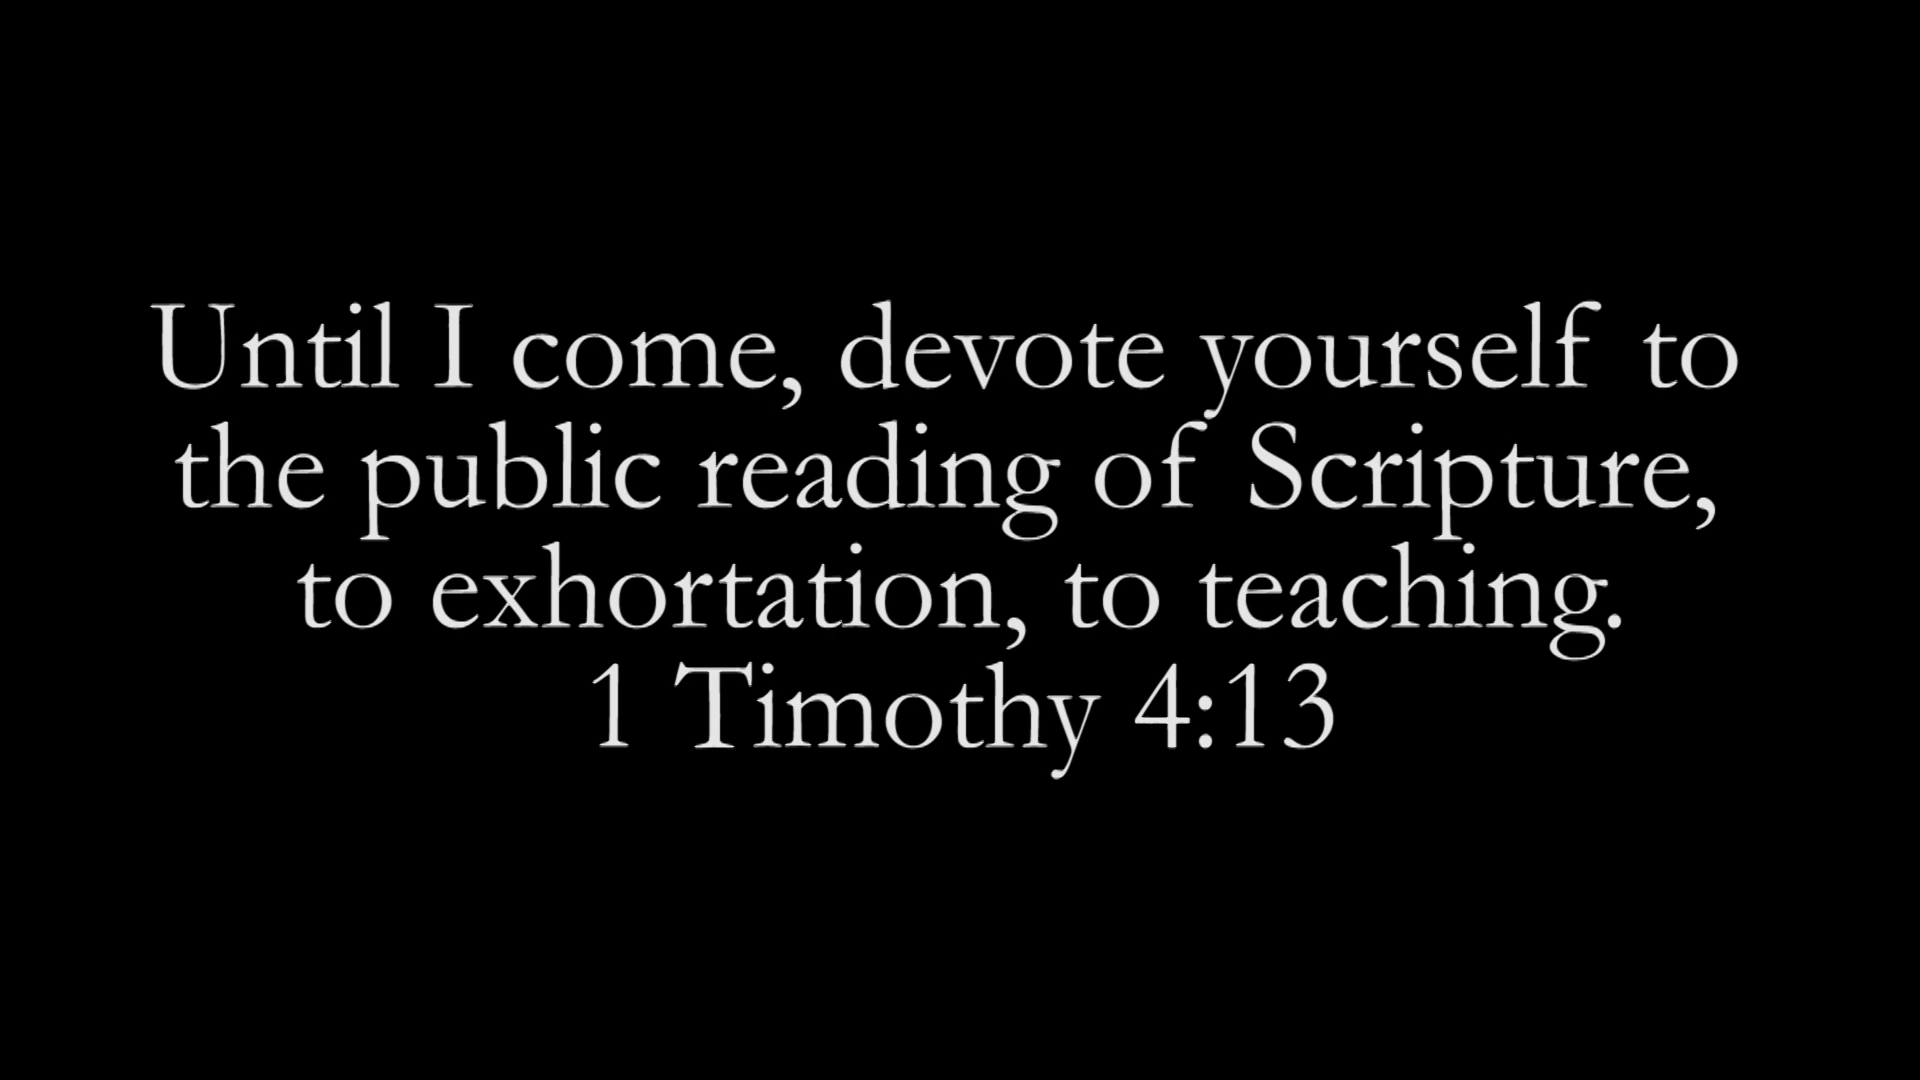 Until I come, devote yourself to
the public reading of Scripture,
to exhortation, to teaching.
1 Timothy 4:13